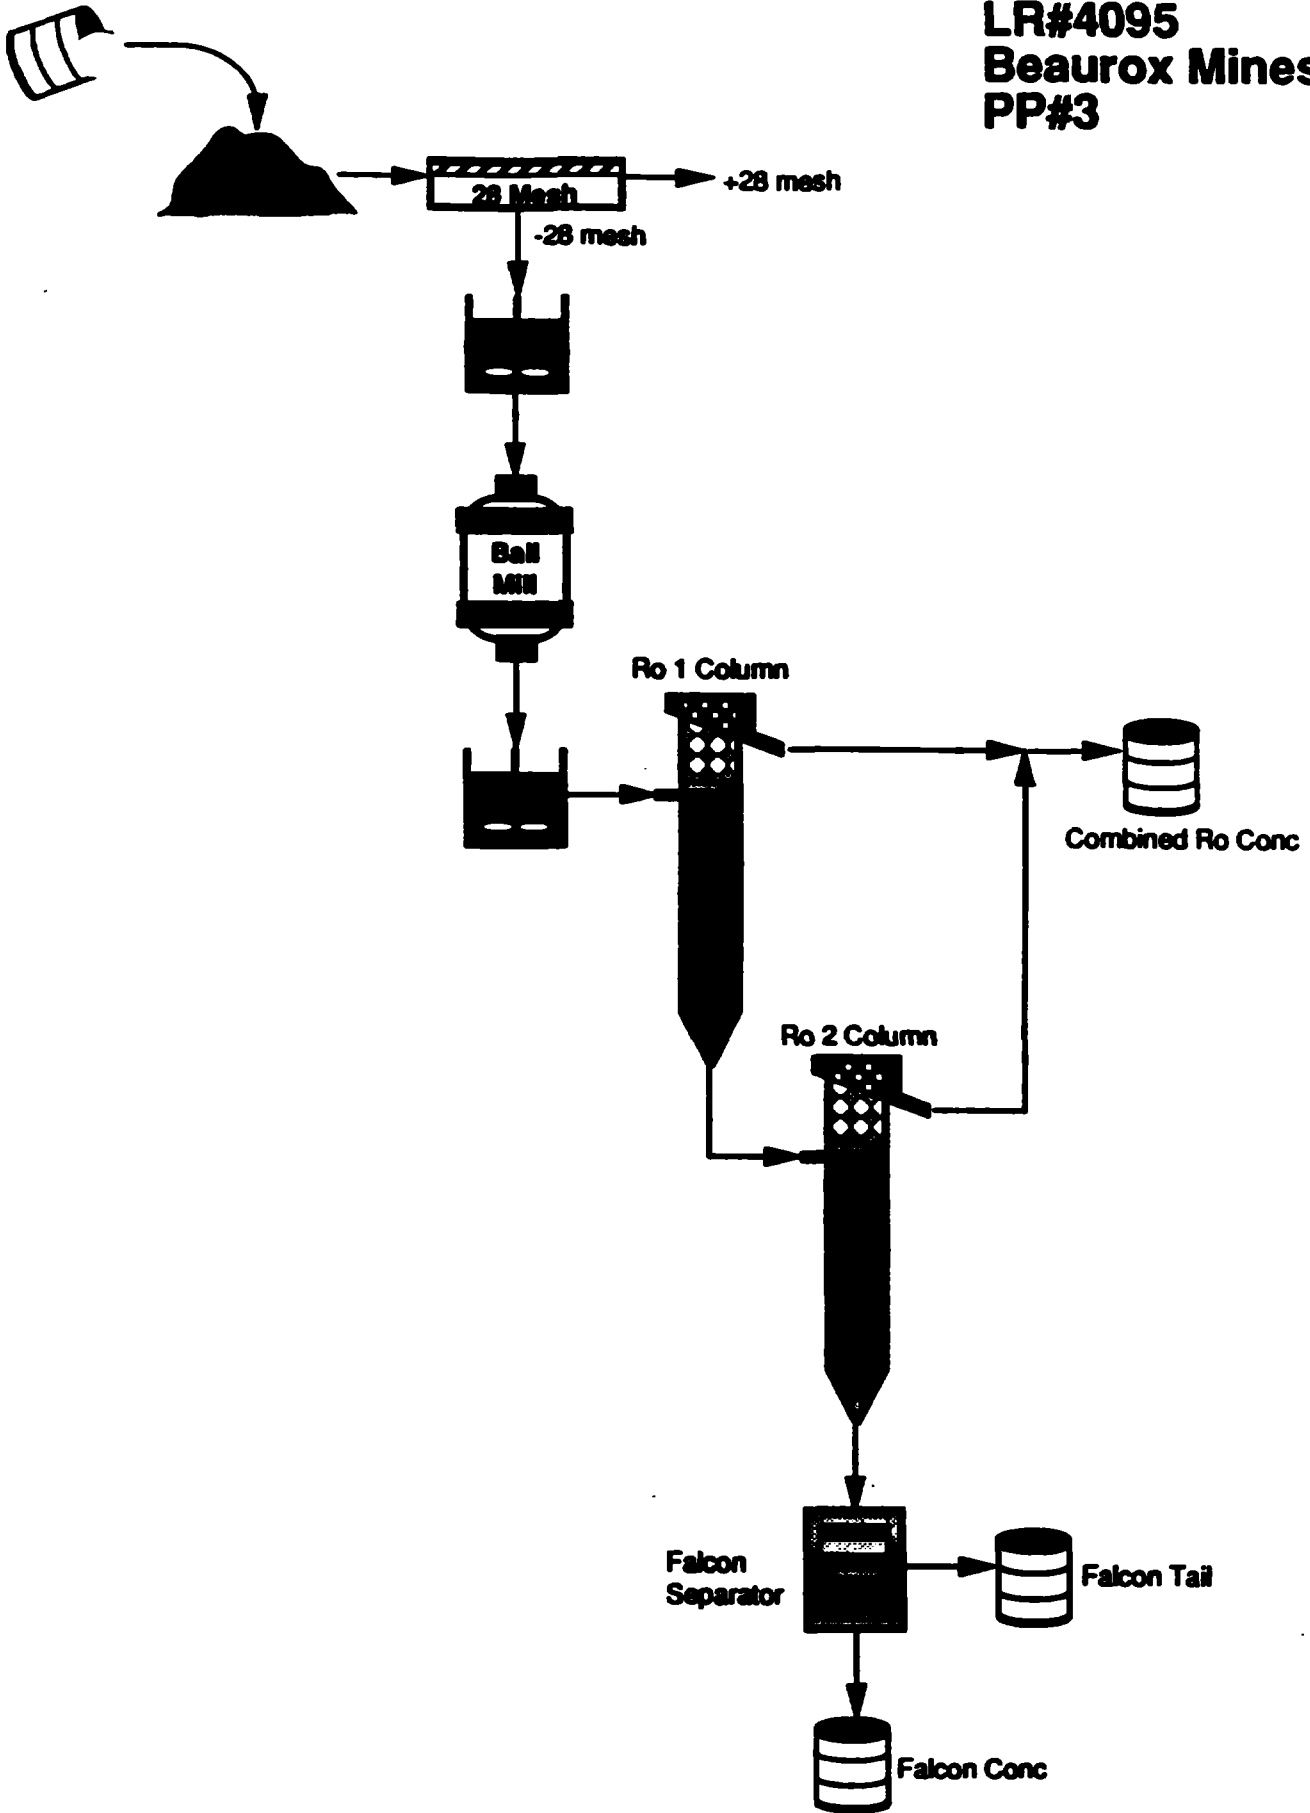 LR#4095
Beaurox Mines
PP#3
28 Mesh
+28 mesh
-28 mesh
Ball
Mill
Ro 1 Column
Combined Ro Conc
Ro 2 Column
Falcon
Separator
Falcon Tail
Falcon Conc